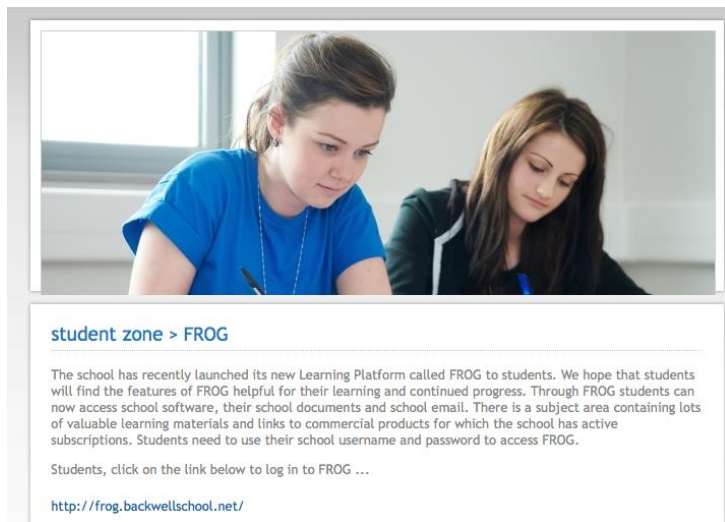 student zone > FROG
The school has recently launched its new Learning Platform called FROG to students. We hope that students
will find the features of FROG helpful for their learning and continued progress. Through FROG students can
now access school software, their school documents and school email. There is a subject area containing lots
of valuable learning materials and links to commercial products for which the school has active
subscriptions. Students need to use their school username and password to access FROG.
Students, click on the link below to log in to FROG ...
http://frog.backwellschool.net/